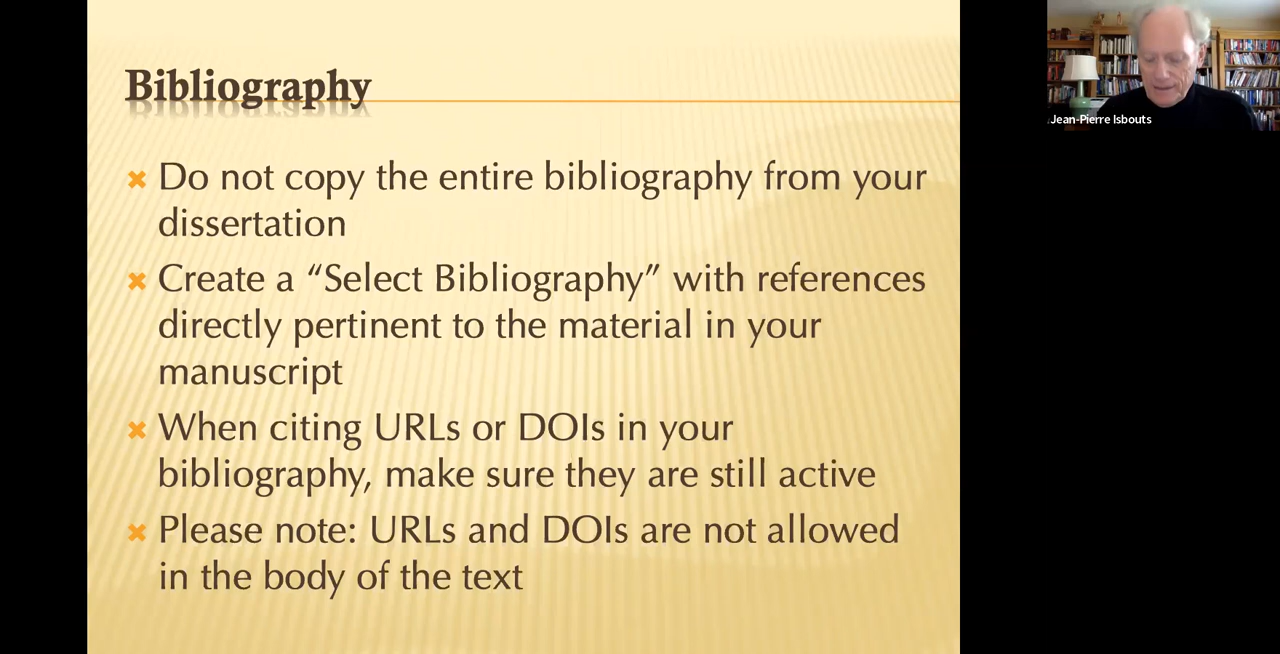 Bibliography
Do not copy the entire bibliography from your
dissertation
Create a “Select Bibliography” with references
directly pertinent to the material in your
manuscript
When citing URLs or DOIs in your
bibliography, make sure they are still active
Please note: URLs and DOIs are not allowed
in the body of the text
Jean-Pierre Isbouts